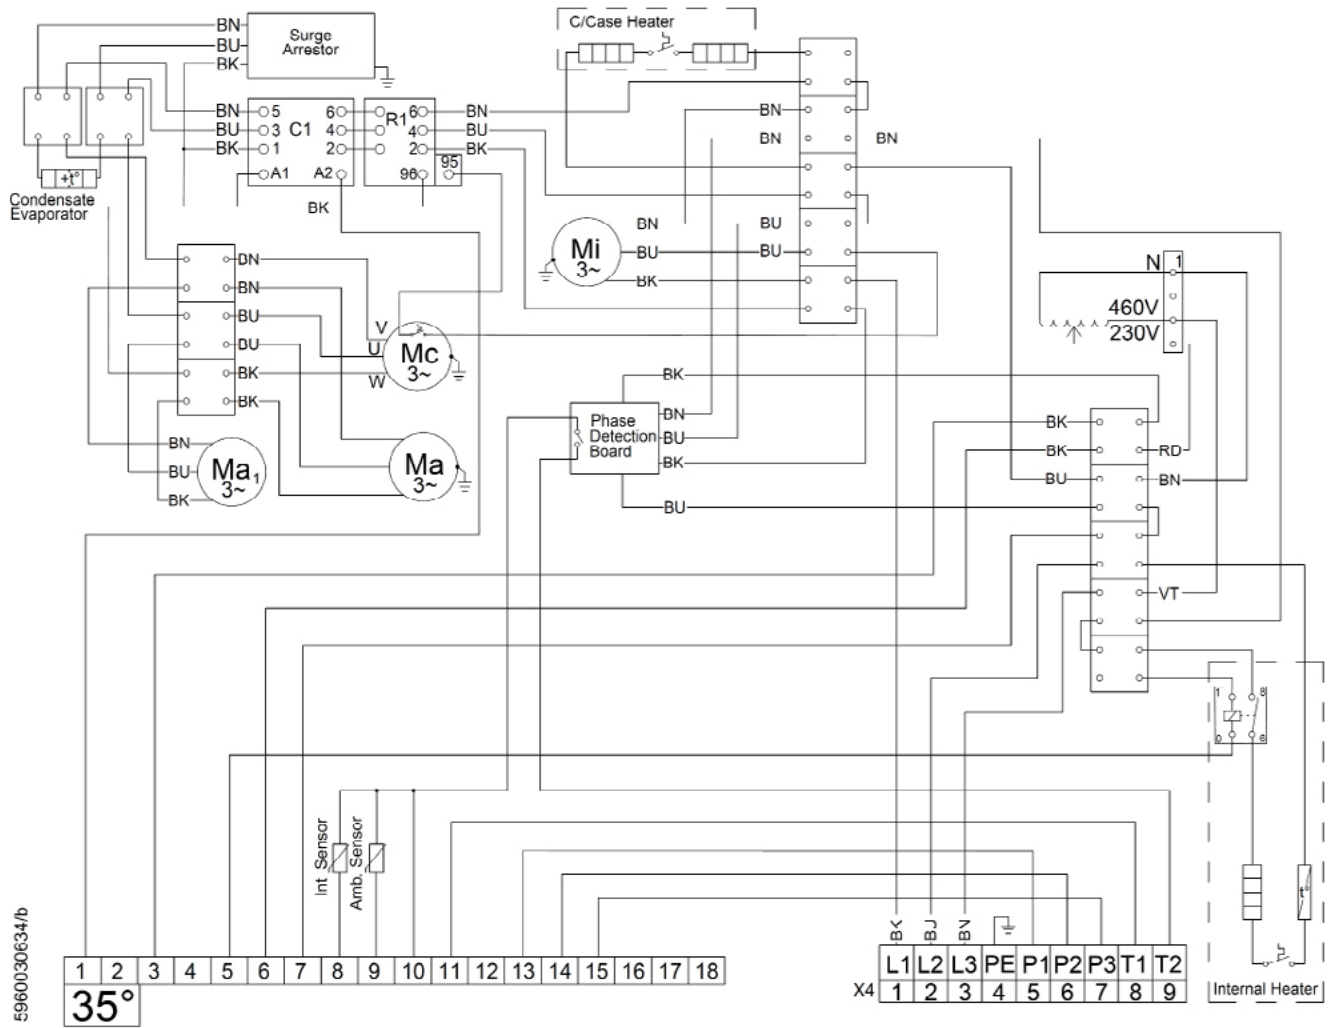 BN
BU
BK
Surge
Arrestor
C/Case Heater
BN 5 6 6 BN
BU 3 C1 4 R1 4 BU
BK 1 2 2 BK
A1 A2 96 95
BK
+t°
Condensate
Evaporator
BN
BN BN
BN BU
Mi
3~
BU BU
BK
BN
BN
BU
BU
BK
BK
V
U
W
Mc
3~
N 1
460V
230V
BK
Phase
Detection
Board
BN
BU
BK
BU
BN
BU
BK
Ma1
3~
Ma
3~
BK
BK RD
BU BN
VT
1 8
0 6
t°
Internal Heater
Int Sensor
Amb. Sensor
BK
BU
BN
1 2 3 4 5 6 7 8 9 10 11 12 13 14 15 16 17 18
35°
L1 L2 L3 PE P1 P2 P3 T1 T2
X4 1 2 3 4 5 6 7 8 9
5960030634/b